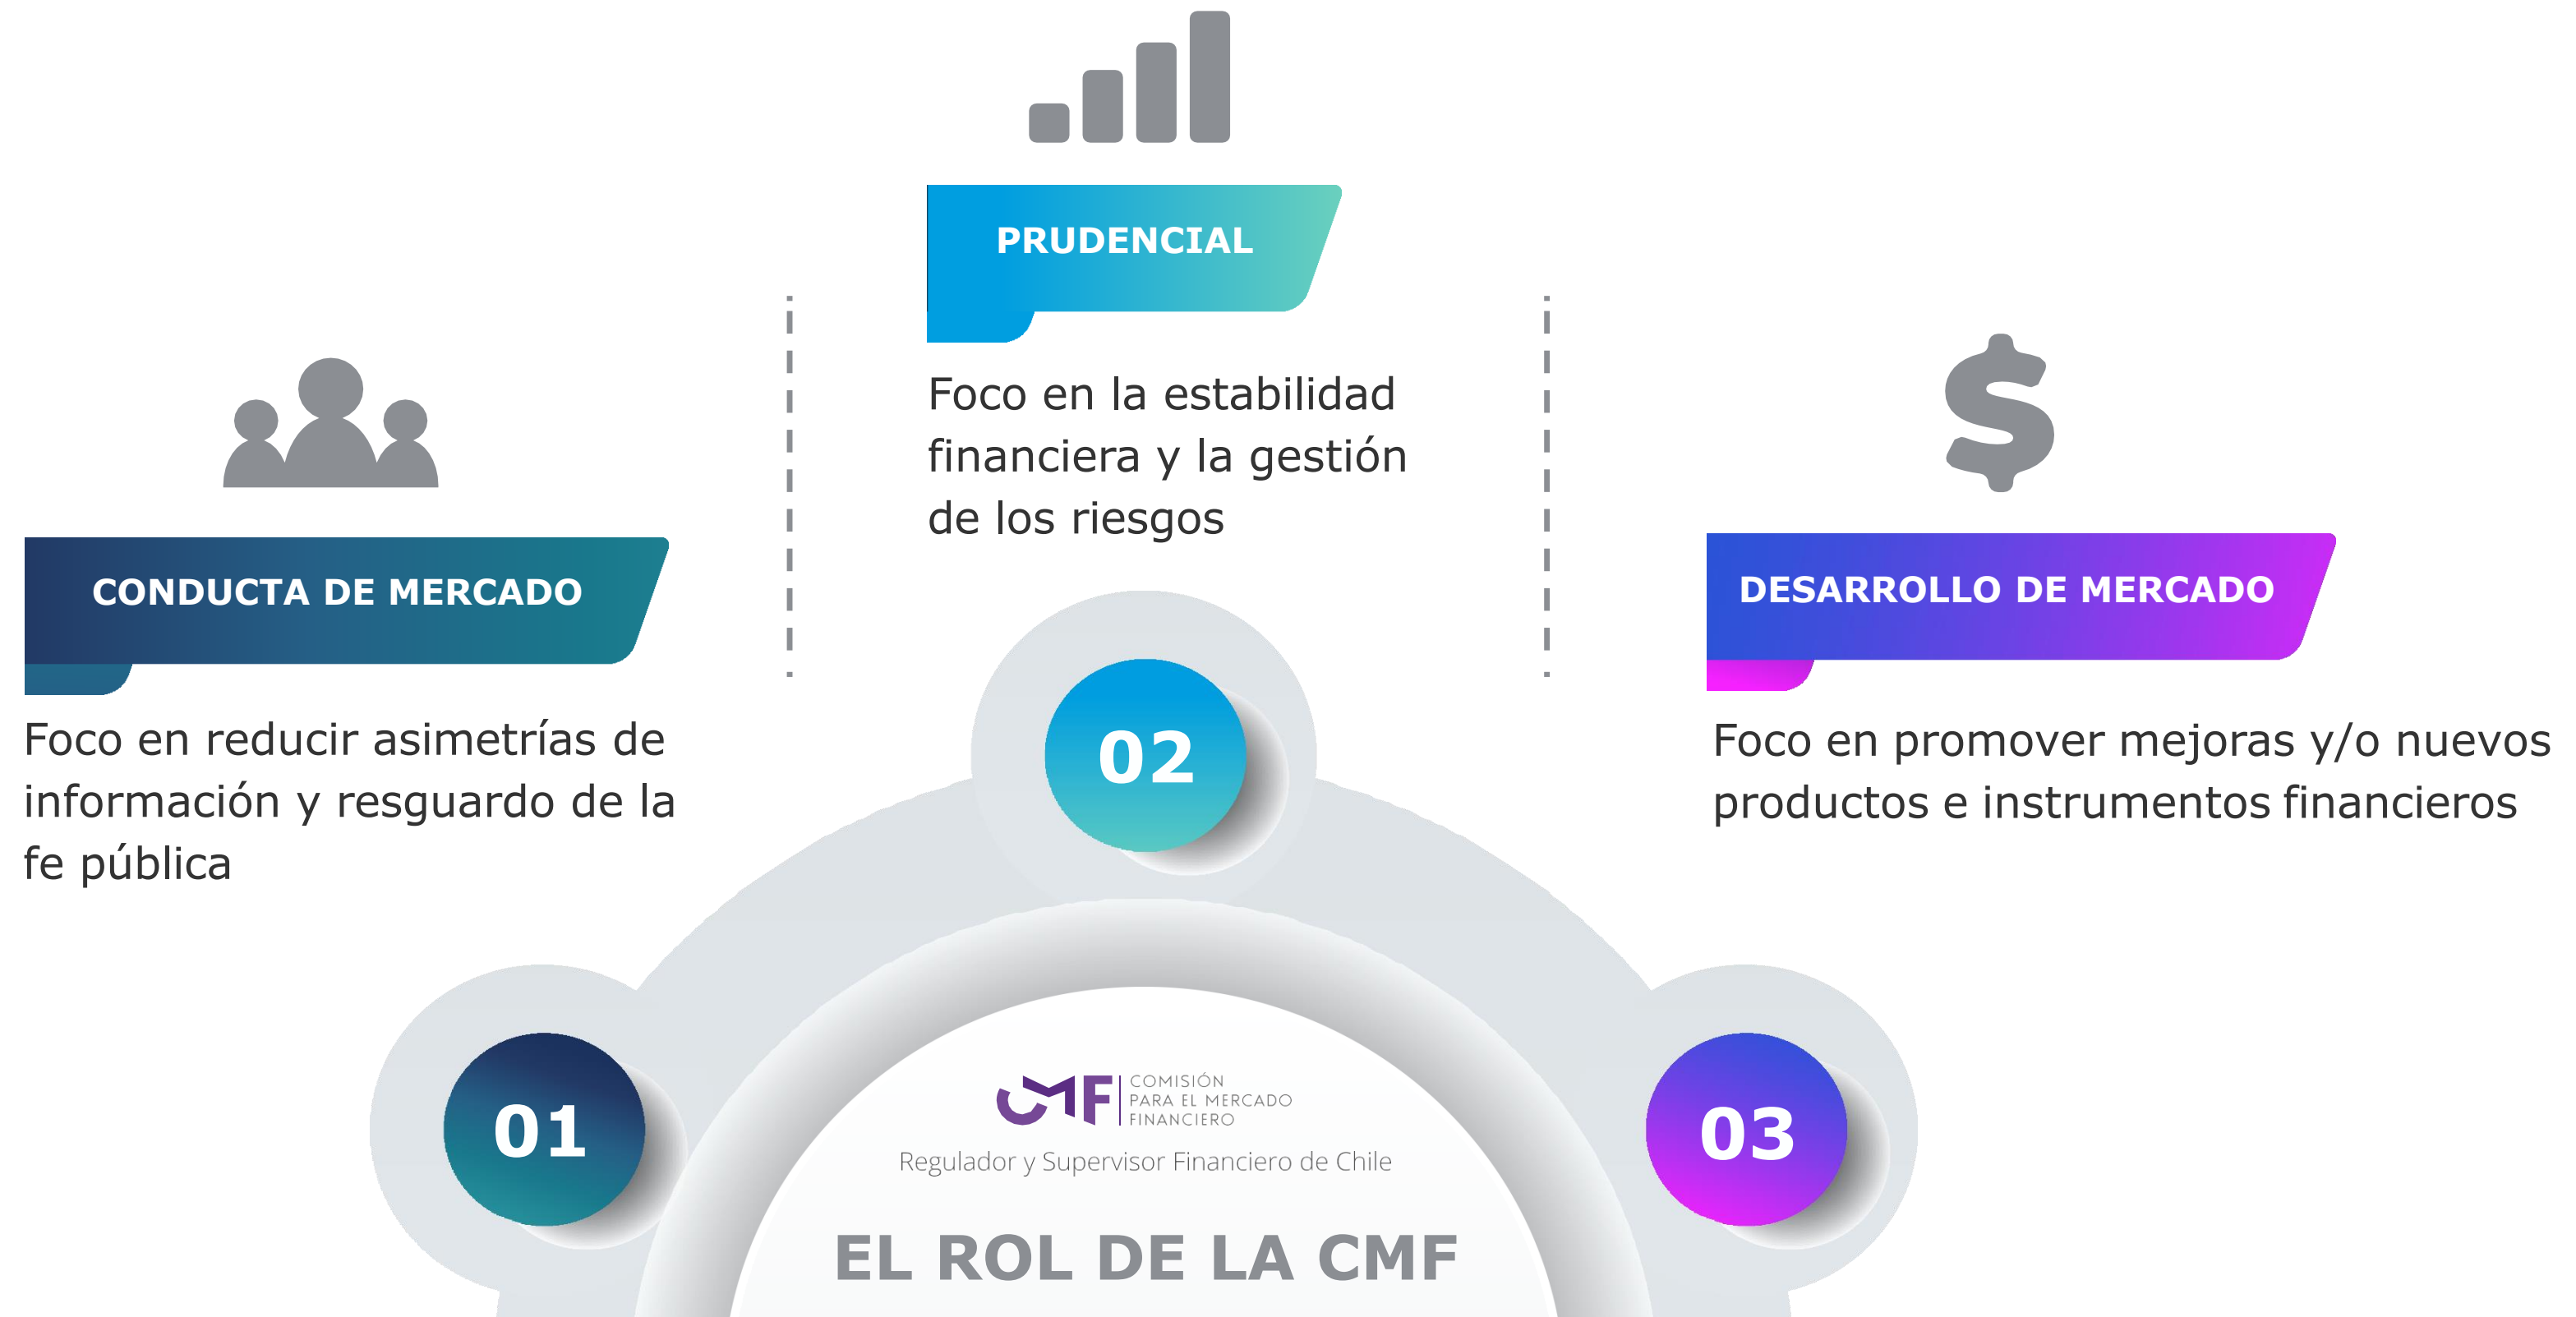 CONDUCTA DE MERCADO
Foco en reducir asimetrías de
información y resguardo de la
fe pública
01
PRUDENCIAL
Foco en la estabilidad
financiera y la gestión
de los riesgos
02
DESARROLLO DE MERCADO
Foco en promover mejoras y/o nuevos
productos e instrumentos financieros
03
CMF
COMISIÓN
PARA EL MERCADO
FINANCIERO
Regulador y Supervisor Financiero de Chile
EL ROL DE LA CMF